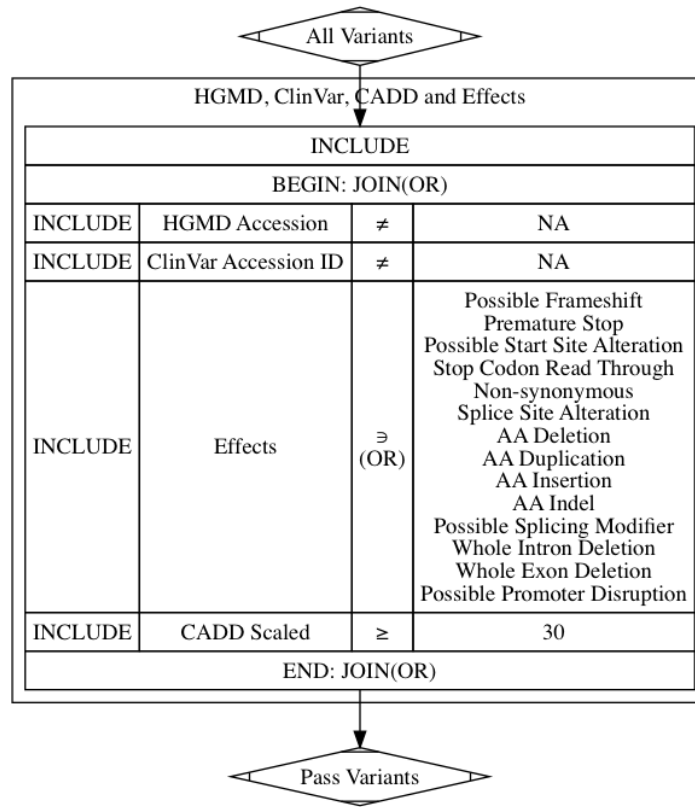 All Variants
HGMD, ClinVar, CADD and Effects
INCLUDE
BEGIN: JOIN(OR)
INCLUDE HGMD Accession ≠ NA
INCLUDE ClinVar Accession ID ≠ NA
INCLUDE Effects ∋ (OR)
Possible Frameshift
Premature Stop
Possible Start Site Alteration
Stop Codon Read Through
Non-synonymous
Splice Site Alteration
AA Deletion
AA Duplication
AA Insertion
AA Indel
Possible Splicing Modifier
Whole Intron Deletion
Whole Exon Deletion
Possible Promoter Disruption
INCLUDE CADD Scaled ≥ 30
END: JOIN(OR)
Pass Variants